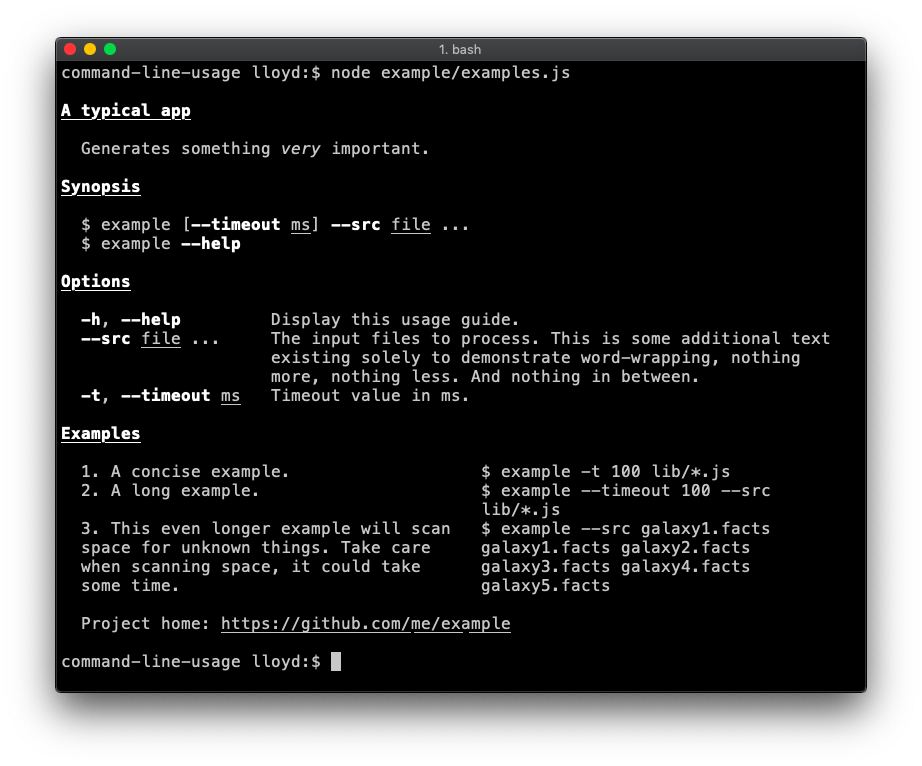 1. bash
command-line-usage lloyd:$ node example/examples.js
A typical app
Generates something very important.
Synopsis
$ example [--timeout ms] --src file ...
$ example --help
Options
-h, --help Display this usage guide.
--src file ... The input files to process. This is some additional text
existing solely to demonstrate word-wrapping, nothing
more, nothing less. And nothing in between.
-t, --timeout ms Timeout value in ms.
Examples
1. A concise example. $ example -t 100 lib/*.js
2. A long example. $ example --timeout 100 --src
lib/*.js
3. This even longer example will scan $ example --src galaxy1.facts
space for unknown things. Take care galaxy1.facts galaxy2.facts
when scanning space, it could take galaxy3.facts galaxy4.facts
some time. galaxy5.facts
Project home: https://github.com/me/example
command-line-usage lloyd:$